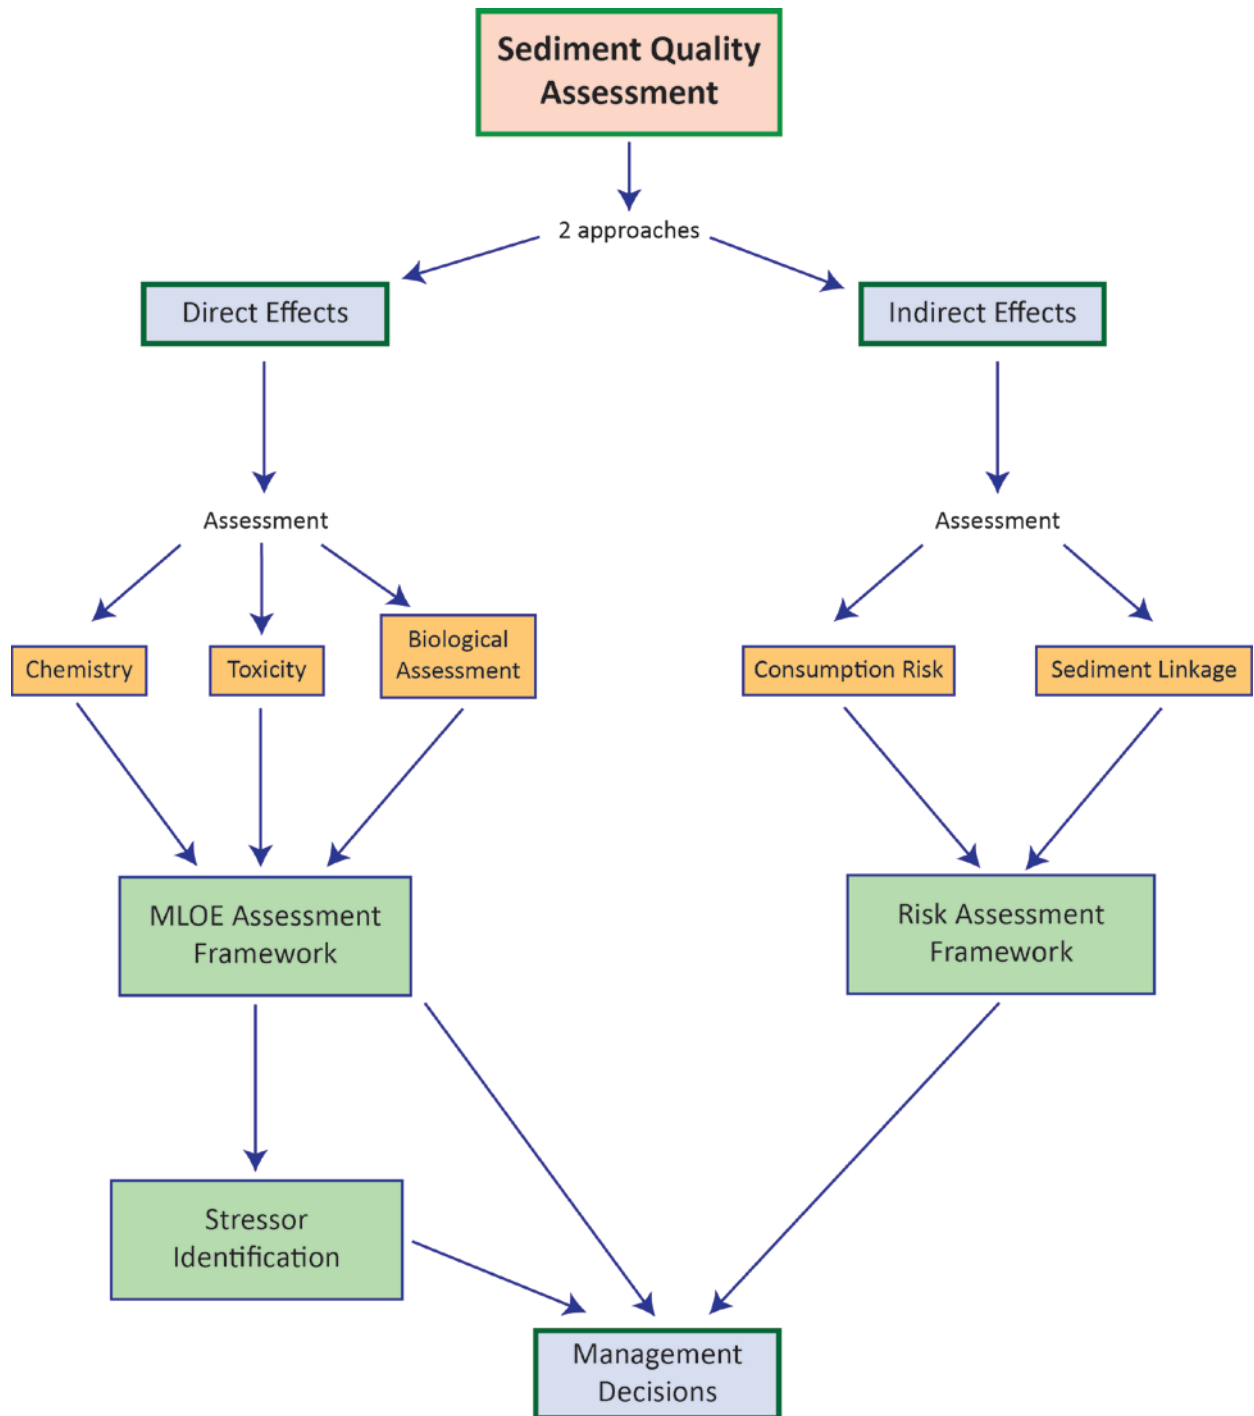 Sediment Quality
Assessment
2 approaches
Direct Effects
Indirect Effects
Assessment
Assessment
Chemistry
Toxicity
Biological
Assessment
Consumption Risk
Sediment Linkage
MLOE Assessment
Framework
Risk Assessment
Framework
Stressor
Identification
Management
Decisions